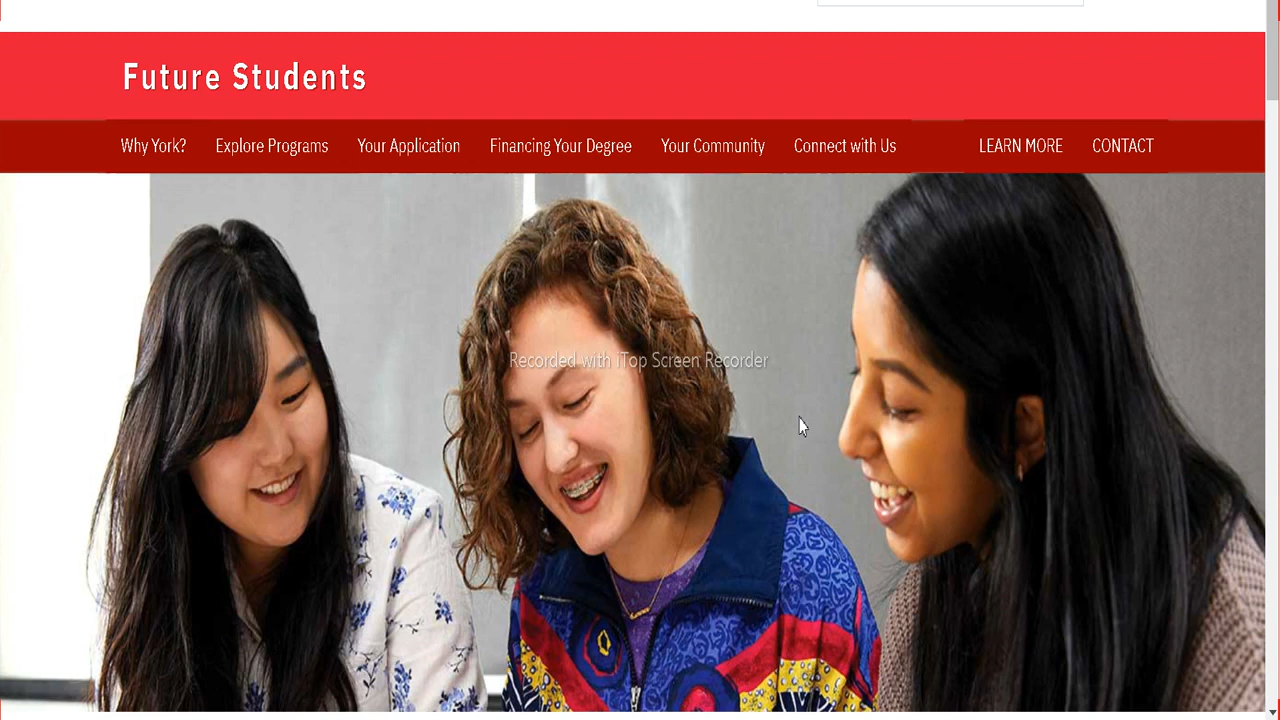 Future Students
Why York? Explore Programs Your Application Financing Your Degree Your Community Connect with Us LEARN MORE CONTACT
Recorded with iTop Screen Recorder